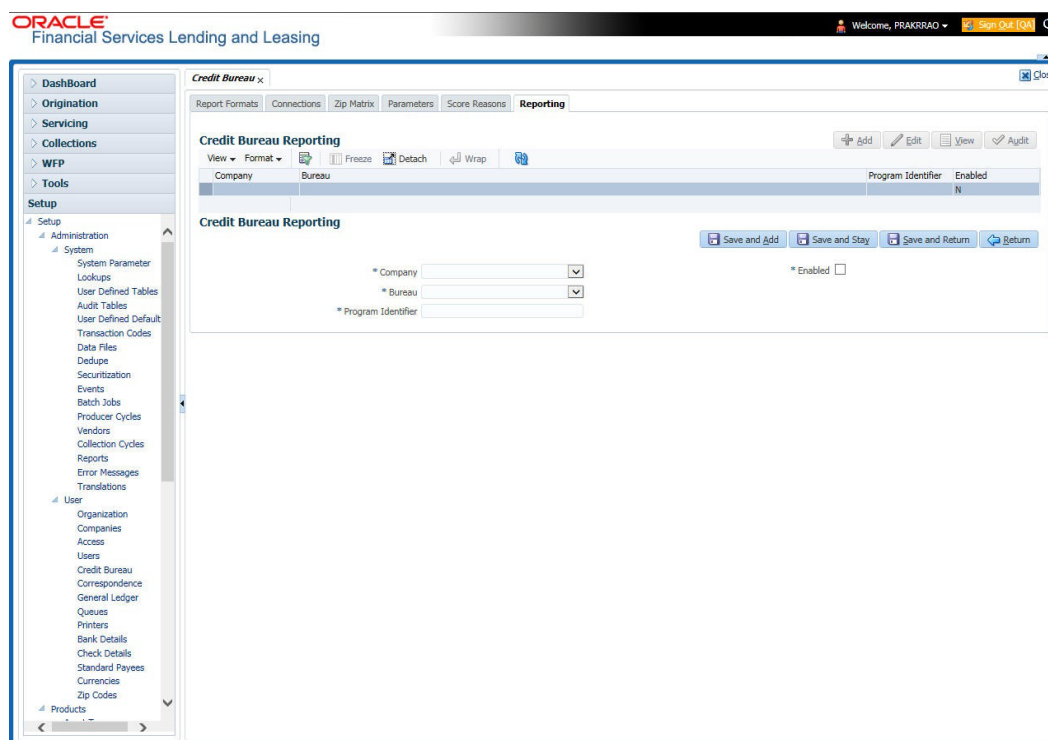 ORACLE
Financial Services Lending and Leasing
Welcome, PRAKRRAO
Sign Out [QA]
DashBoard
Origination
Servicing
Collections
WFP
Tools
Setup
Setup
Administration
System
System Parameter
Lookups
User Defined Tables
Audit Tables
User Defined Default
Transaction Codes
Data Files
Dedupe
Securitization
Events
Batch Jobs
Producer Cycles
Vendors
Collection Cycles
Reports
Error Messages
Translations
User
Organization
Companies
Access
Users
Credit Bureau
Correspondence
General Ledger
Queues
Printers
Bank Details
Check Details
Standard Payees
Currencies
Zip Codes
Products
Credit Bureau x
Clos
Report Formats Connections Zip Matrix Parameters Score Reasons Reporting
Credit Bureau Reporting
Add Edit View Audit
View Format Freeze Detach Wrap
Company Bureau Program Identifier Enabled
N
Credit Bureau Reporting
Save and Add Save and Stay Save and Return Return
* Company
* Enabled
* Bureau
* Program Identifier